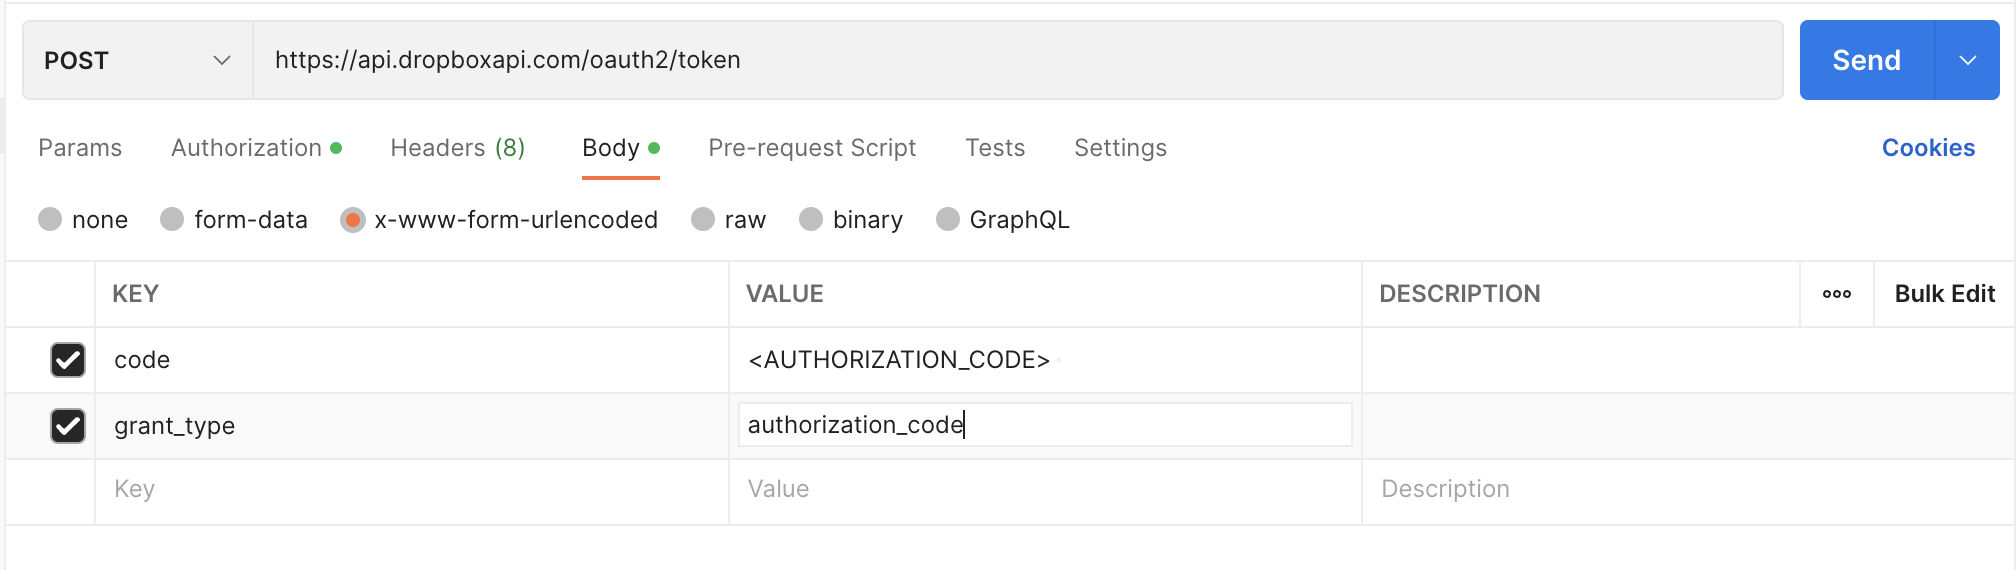 POST https://api.dropboxapi.com/oauth2/token Send
Params Authorization Headers (8) Body Pre-request Script Tests Settings Cookies
none form-data x-www-form-urlencoded raw binary GraphQL
KEY VALUE DESCRIPTION ooo Bulk Edit
code <AUTHORIZATION_CODE>
grant_type authorization_code
Key Value Description